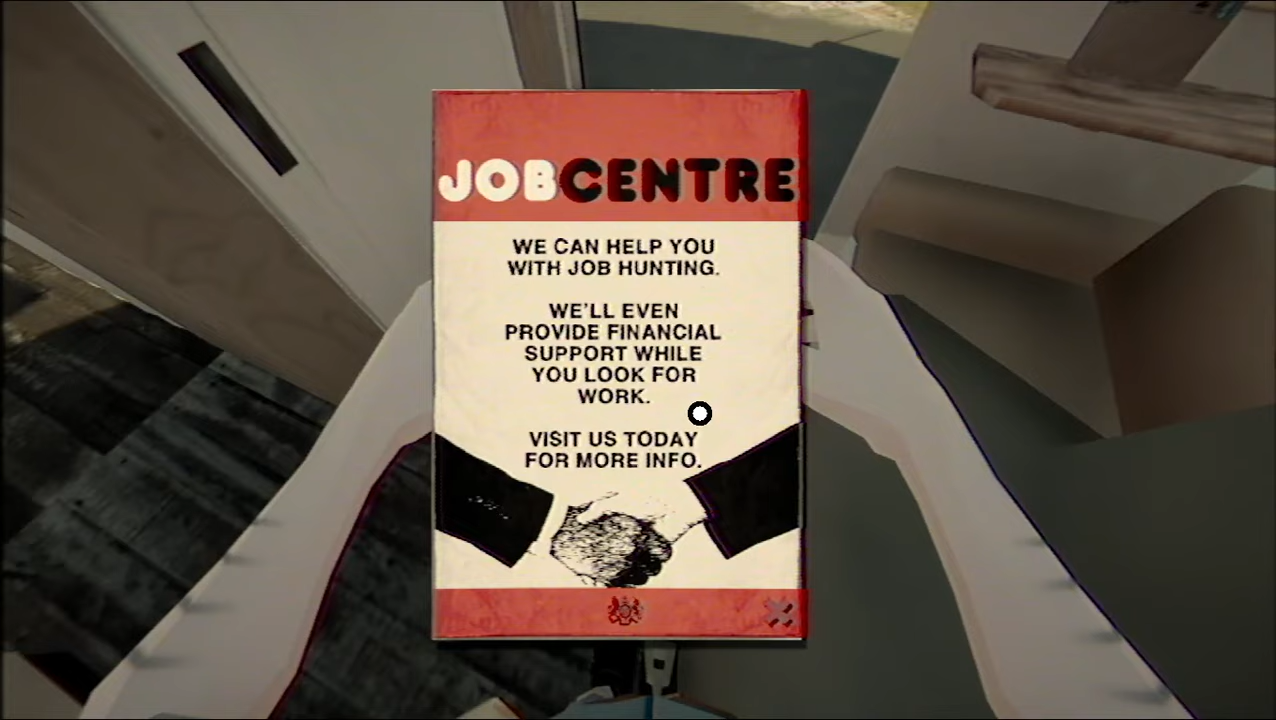 JOBCENTRE
WE CAN HELP YOU
WITH JOB HUNTING.
WE'LL EVEN
PROVIDE FINANCIAL
SUPPORT WHILE
YOU LOOK FOR
WORK.
VISIT US TODAY
FOR MORE INFO.